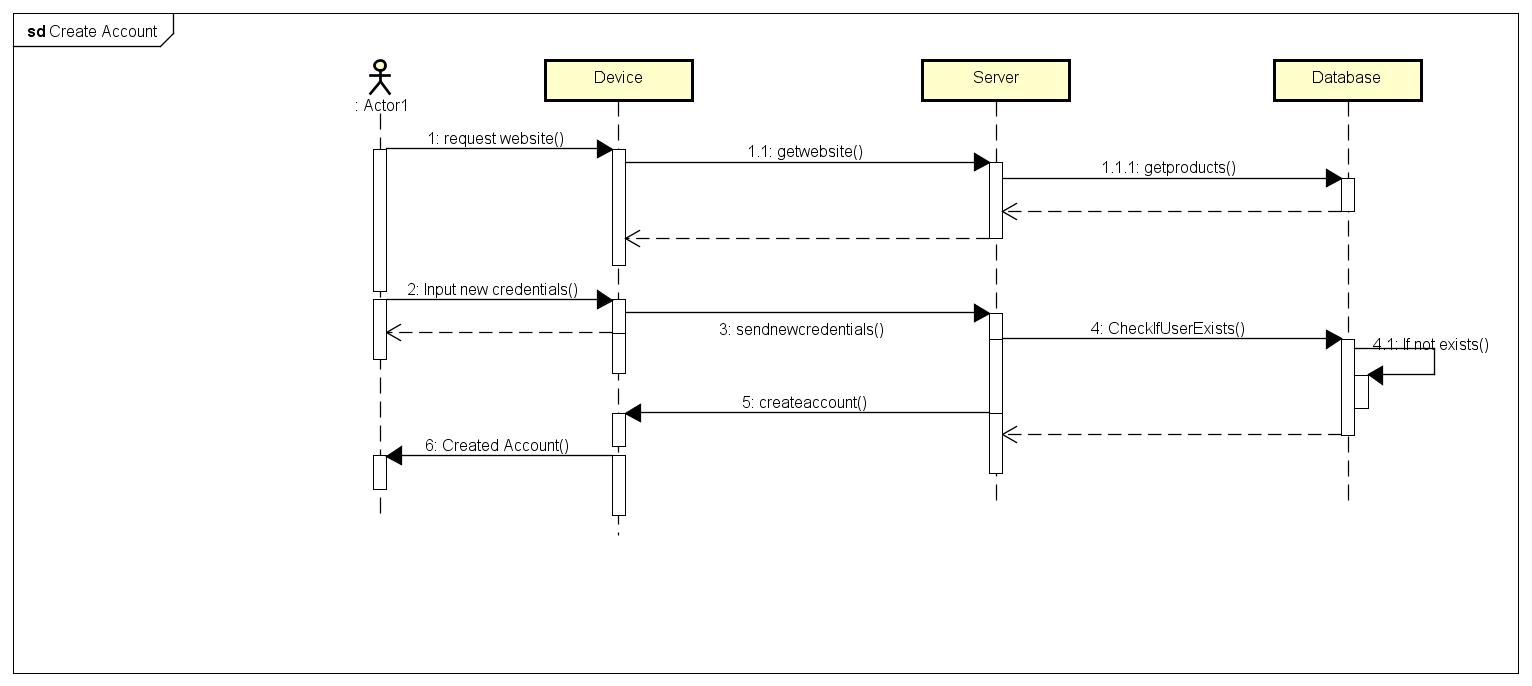 sd Create Account
: Actor1
Device
Server
Database
1: request website()
1.1: getwebsite()
1.1.1: getproducts()
2: Input new credentials()
3: sendnewcredentials()
4: CheckIfUserExists()
4.1: If not exists()
5: createaccount()
6: Created Account()